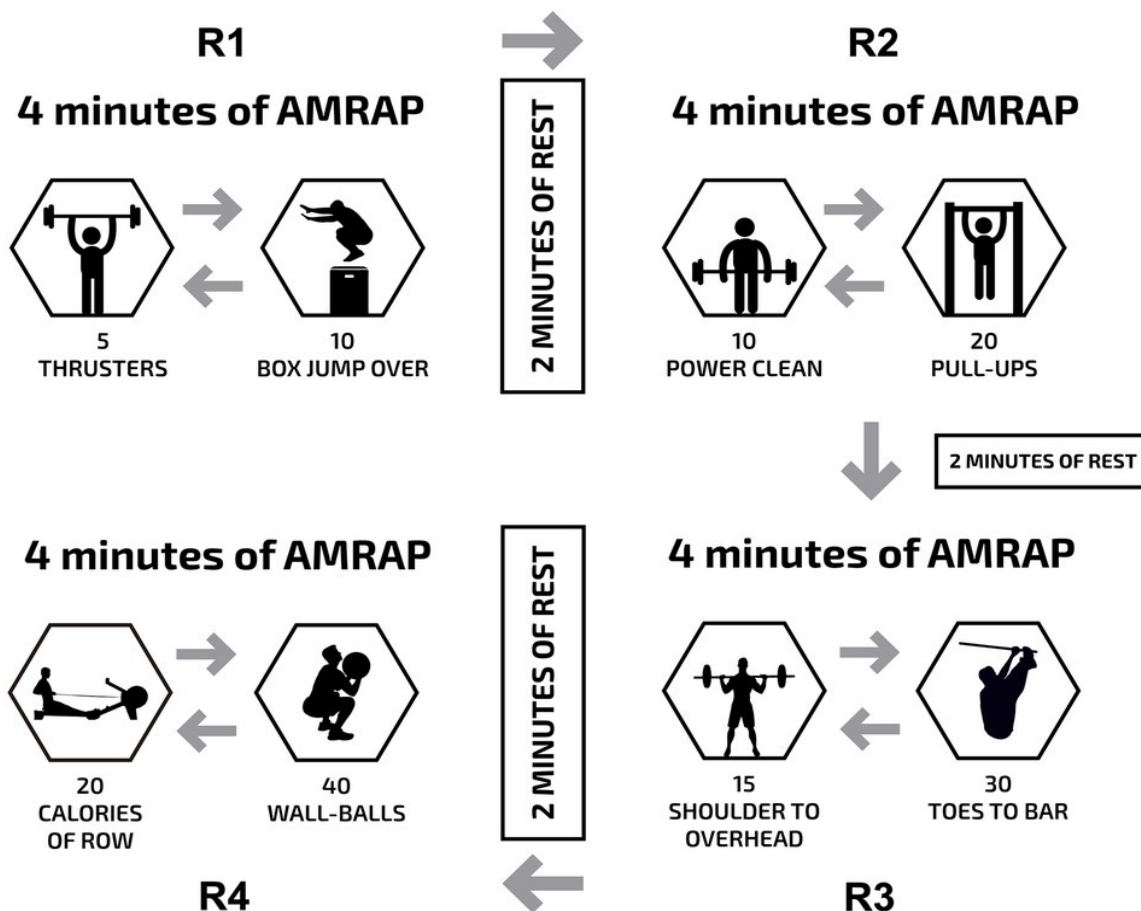 R1
4 minutes of AMRAP
5
THRUSTERS
10
BOX JUMP OVER
2 MINUTES OF REST
R2
4 minutes of AMRAP
10
POWER CLEAN
20
PULL-UPS
2 MINUTES OF REST
4 minutes of AMRAP
15
SHOULDER TO
OVERHEAD
30
TOES TO BAR
R3
2 MINUTES OF REST
4 minutes of AMRAP
20
CALORIES
OF ROW
40
WALL-BALLS
R4